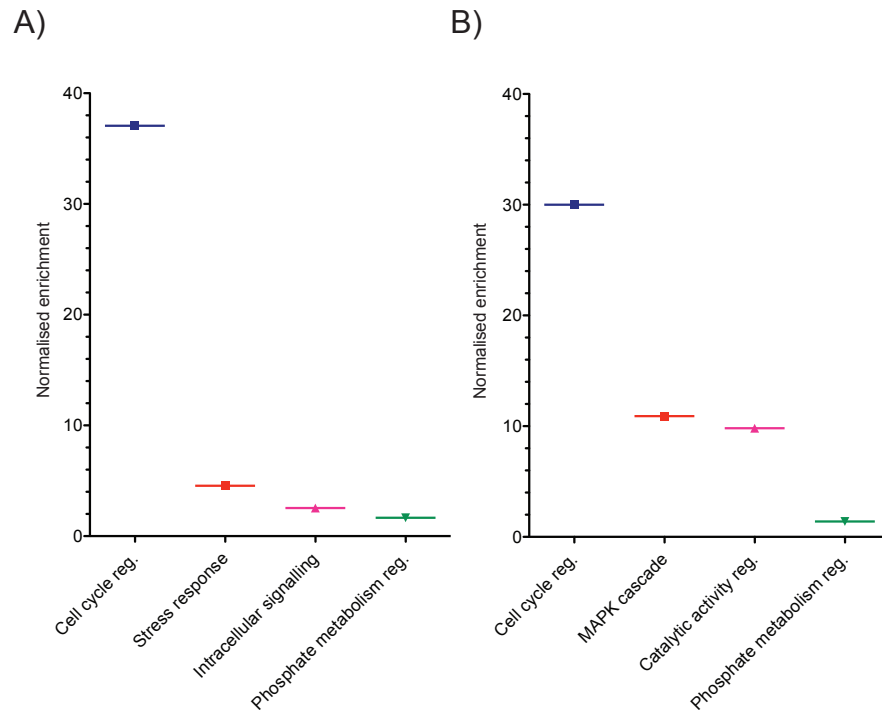 A)
Normalised enrichment
40
30
20
10
0
Cell cycle reg.
Stress response
Intracellular signalling
Phosphate metabolism reg.
B)
Normalised enrichment
40
30
20
10
0
Cell cycle reg.
MAPK cascade
Catalytic activity reg.
Phosphate metabolism reg.